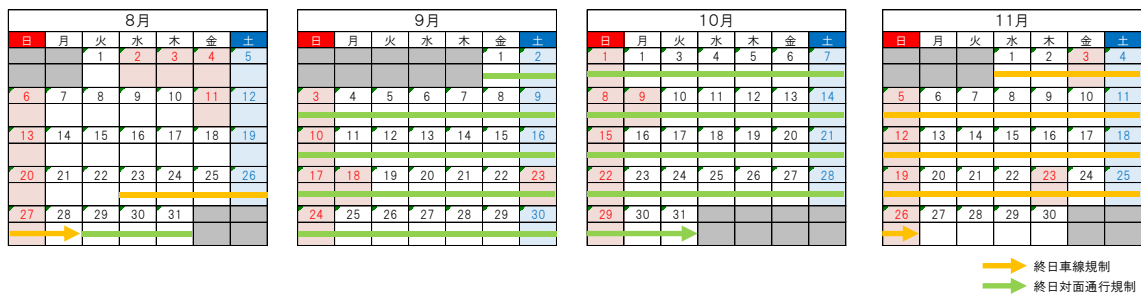 8月
日 月 火 水 木 金 土
1 2 3 4 5
6 7 8 9 10 11 12
13 14 15 16 17 18 19
20 21 22 23 24 25 26
27 28 29 30 31
9月
日 月 火 水 木 金 土
1 2
3 4 5 6 7 8 9
10 11 12 13 14 15 16
17 18 19 20 21 22 23
24 25 26 27 28 29 30
10月
日 月 火 水 木 金 土
1 1 3 4 5 6 7
8 9 10 11 12 13 14
15 16 17 18 19 20 21
22 23 24 25 26 27 28
29 30 31
11月
日 月 火 水 木 金 土
1 2 3 4
5 6 7 8 9 10 11
12 13 14 15 16 17 18
19 20 21 22 23 24 25
26 27 28 29 30
終日車線規制
終日対面通行規制